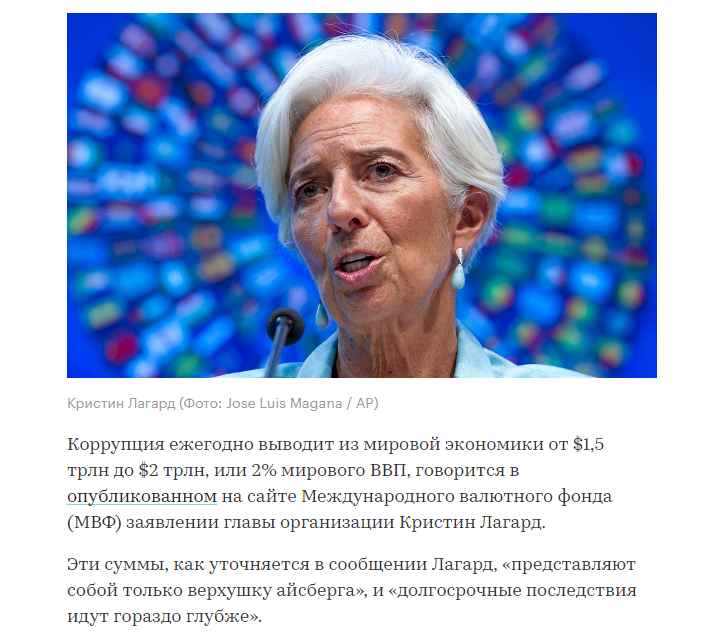 Кристин Лагард (Фото: Jose Luis Magana / AP)
Коррупция ежегодно выводит из мировой экономики от $1,5
трлн до $2 трлн, или 2% мирового ВВП, говорится в
опубликованном на сайте Международного валютного фонда
(МВФ) заявлении главы организации Кристин Лагард.
Эти суммы, как уточняется в сообщении Лагард, «представляют
собой только верхушку айсберга», и «долгосрочные последствия
идут гораздо глубже».